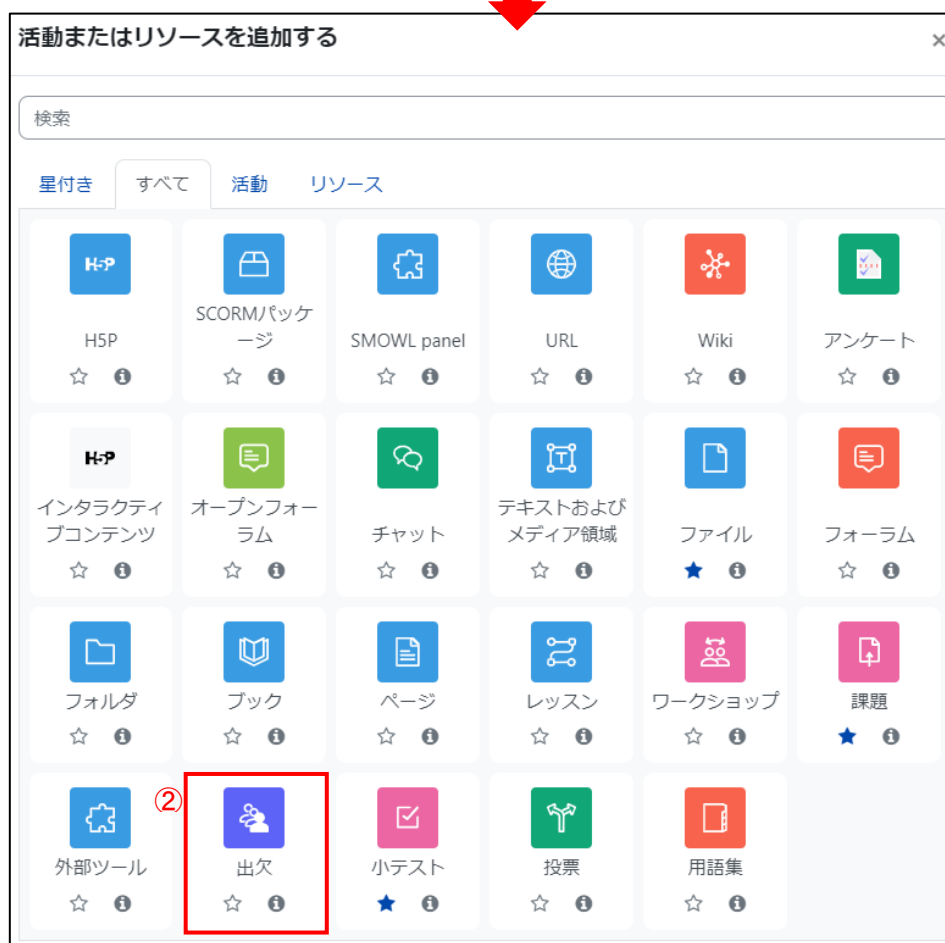 活動またはリソースを追加する
×
検索
星付き すべて 活動 リソース
H5P
H5P
SCORMパッケ
ージ
SMOWL panel
URL
Wiki
アンケート
H5P
インタラクティ
ブコンテンツ
オープンフォー
ラム
チャット
T
テキストおよび
メディア領域
ファイル
フォーラム
フォルダ
ブック
ページ
レッスン
ワークショップ
課題
外部ツール
②
出欠
小テスト
投票
用語集